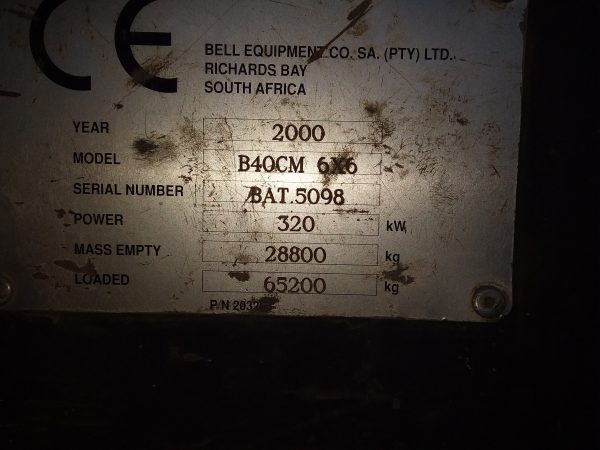 CE
BELL EQUIPMENT CO. SA. (PTY) LTD.
RICHARDS BAY
SOUTH AFRICA
YEAR 2000
MODEL B40CM 6X6
SERIAL NUMBER BAT.5098
POWER 320 kW
MASS EMPTY 28800 kg
LOADED 65200 kg
P/N